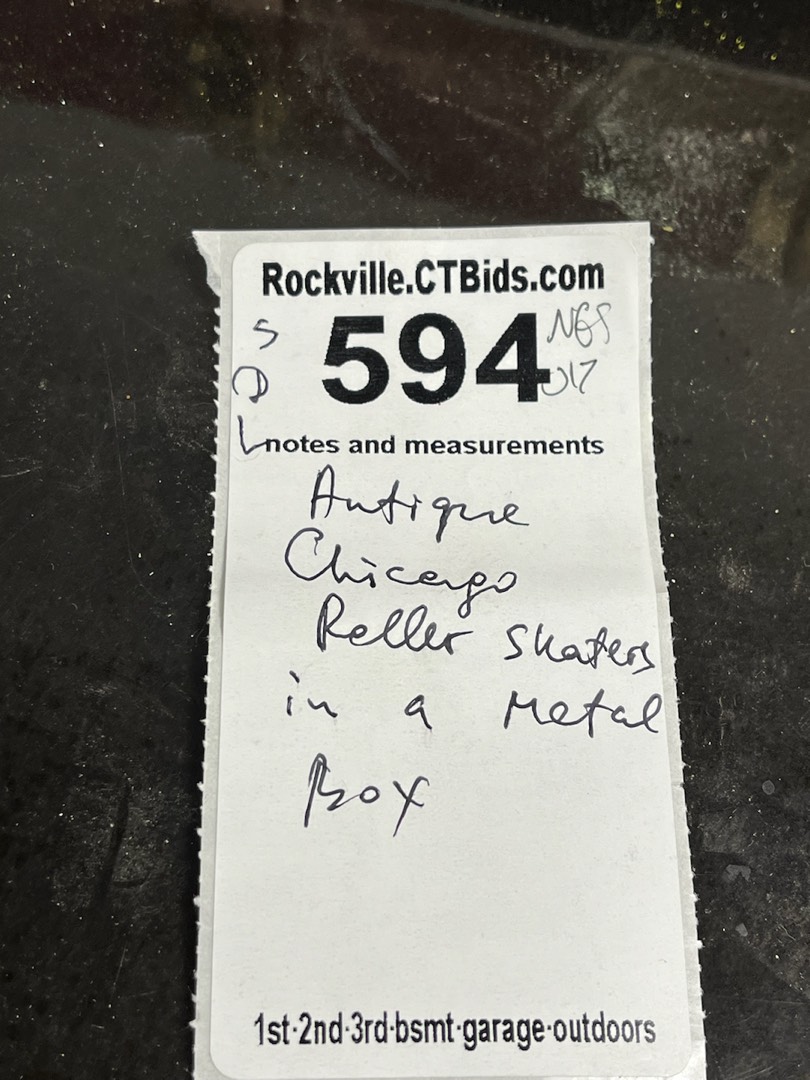 Rockville.CTBids.com
594
S
D
L
notes and measurements
Antique
Chicago
Roller Skaters
in a Metal
Box
1st·2nd·3rd·bsmt·garage·outdoors